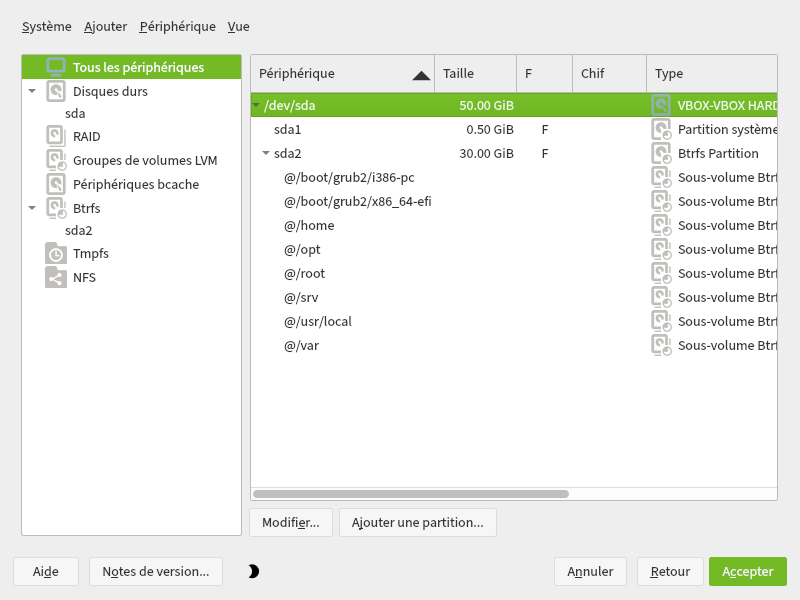 Système Ajouter Périphérique Vue
Tous les périphériques
Disques durs
sda
RAID
Groupes de volumes LVM
Périphériques bcache
Btrfs
sda2
Tmpfs
NFS
Périphérique Taille F Chif Type
/dev/sda 50.00 GiB VBOX-VBOX HARD
sda1 0.50 GiB F Partition système
sda2 30.00 GiB F Btrfs Partition
@/boot/grub2/i386-pc Sous-volume Btrf
@/boot/grub2/x86_64-efi Sous-volume Btrf
@/home Sous-volume Btrf
@/opt Sous-volume Btrf
@/root Sous-volume Btrf
@/srv Sous-volume Btrf
@/usr/local Sous-volume Btrf
@/var Sous-volume Btrf
Modifier... Ajouter une partition...
Aide Notes de version... Annuler Retour Accepter